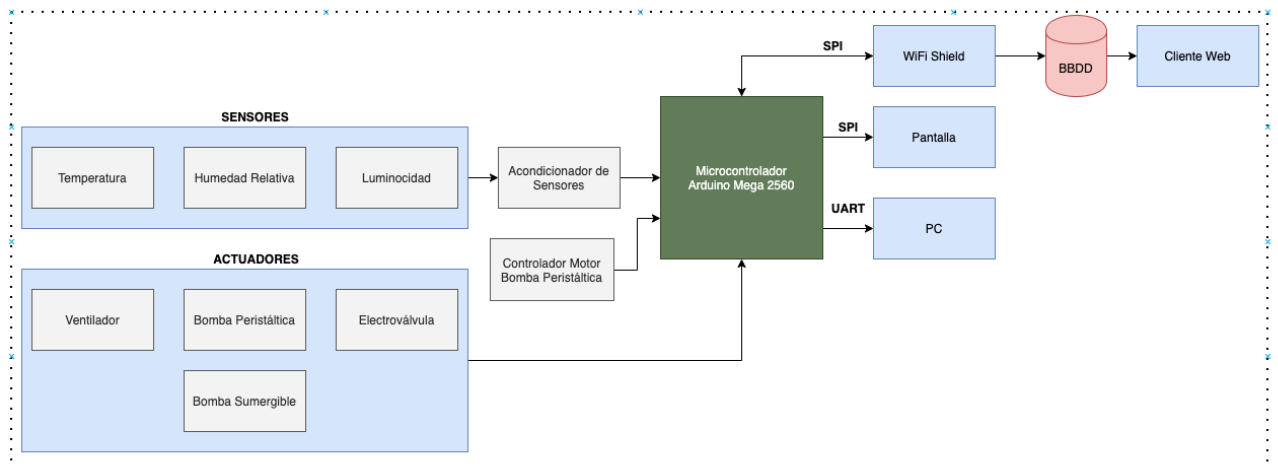 SPI
WiFi Shield
BBDD
Cliente Web
SENSORES
Temperatura
Humedad Relativa
Luminocidad
Acondicionador de
Sensores
Microcontrolador
Arduino Mega 2560
SPI
Pantalla
UART
PC
Controlador Motor
Bomba Peristáltica
ACTUADORES
Ventilador
Bomba Peristáltica
Electroválvula
Bomba Sumergible